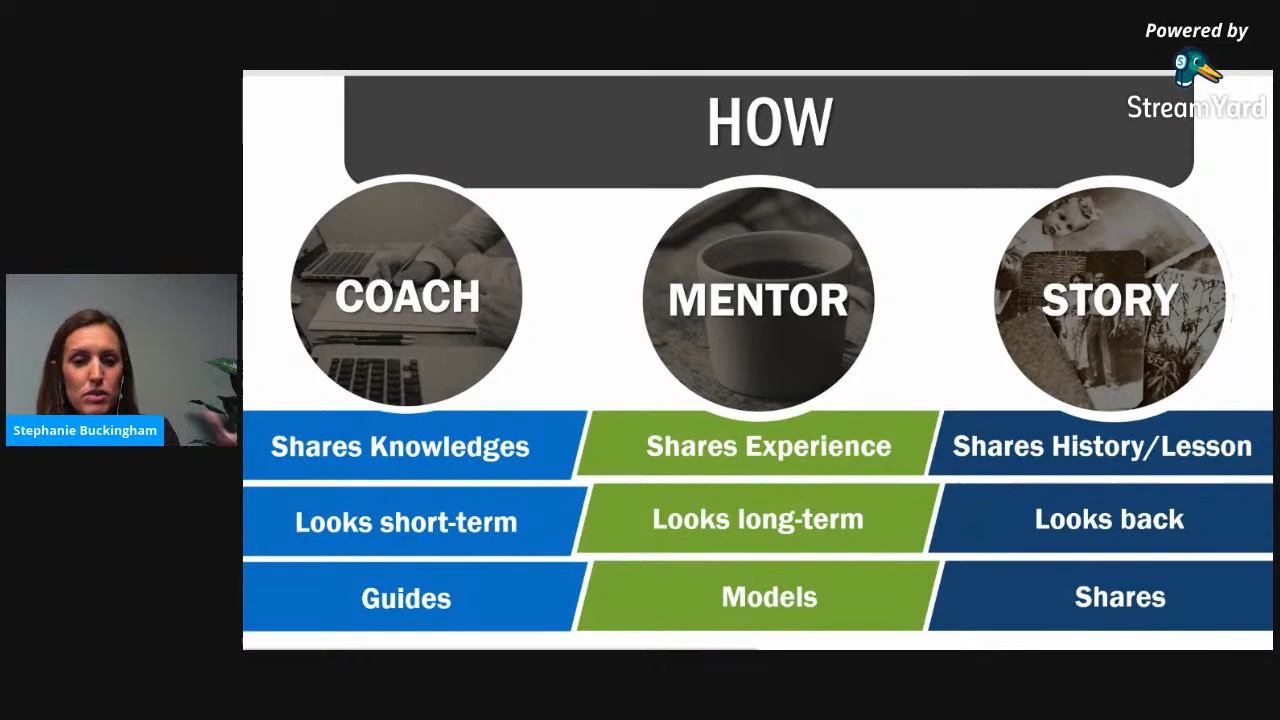 Powered by
StreamYard
HOW
COACH
MENTOR
STORY
Shares Knowledges
Shares Experience
Shares History/Lesson
Looks short-term
Looks long-term
Looks back
Guides
Models
Shares
Stephanie Buckingham